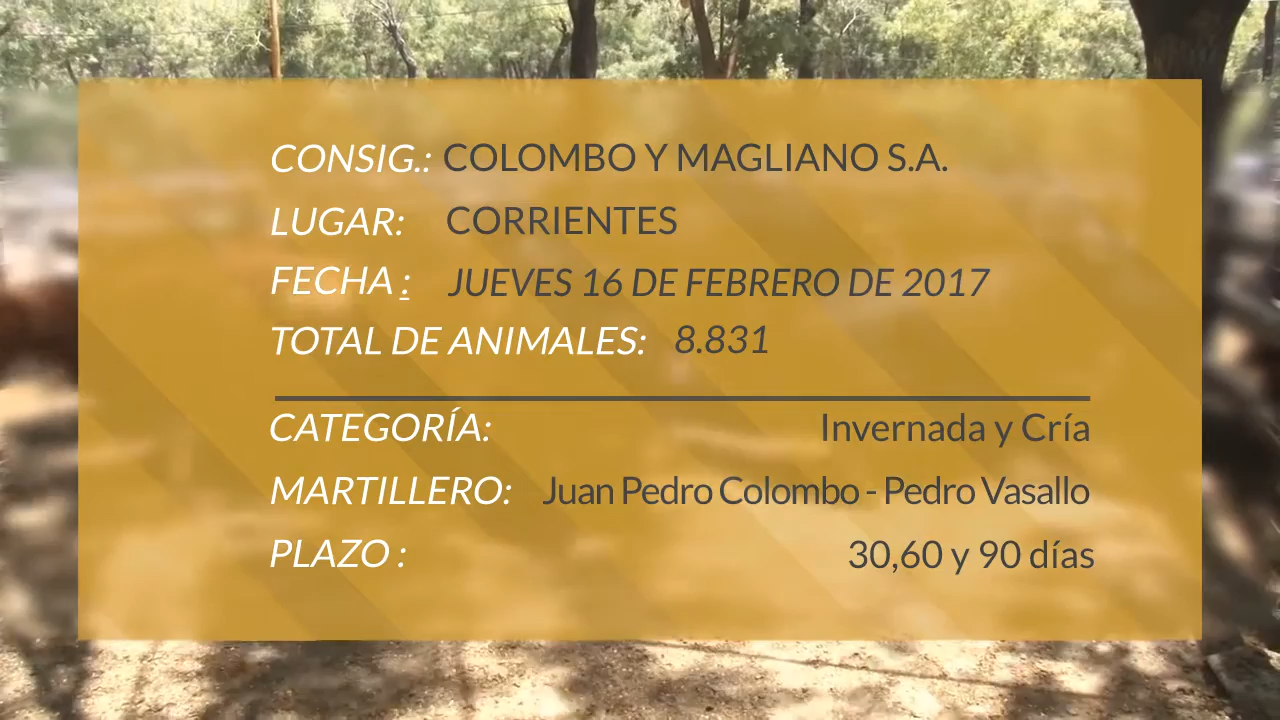 CONSIG.: COLOMBO Y MAGLIANO S.A.
LUGAR: CORRIENTES
FECHA : JUEVES 16 DE FEBRERO DE 2017
TOTAL DE ANIMALES: 8.831
CATEGORÍA: Invernada y Cría
MARTILLERO: Juan Pedro Colombo - Pedro Vasallo
PLAZO : 30,60 y 90 días